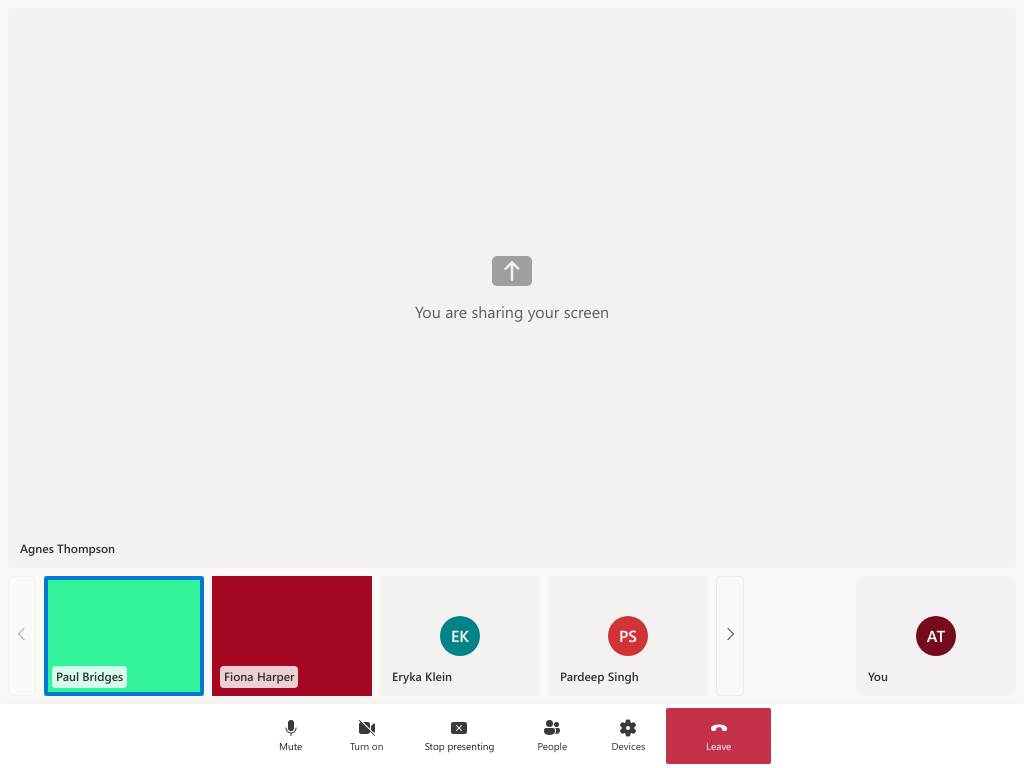 You are sharing your screen
Agnes Thompson
EK
PS
AT
Paul Bridges
Fiona Harper
Eryka Klein
Pardeep Singh
You
Mute
Turn on
Stop presenting
People
Devices
Leave